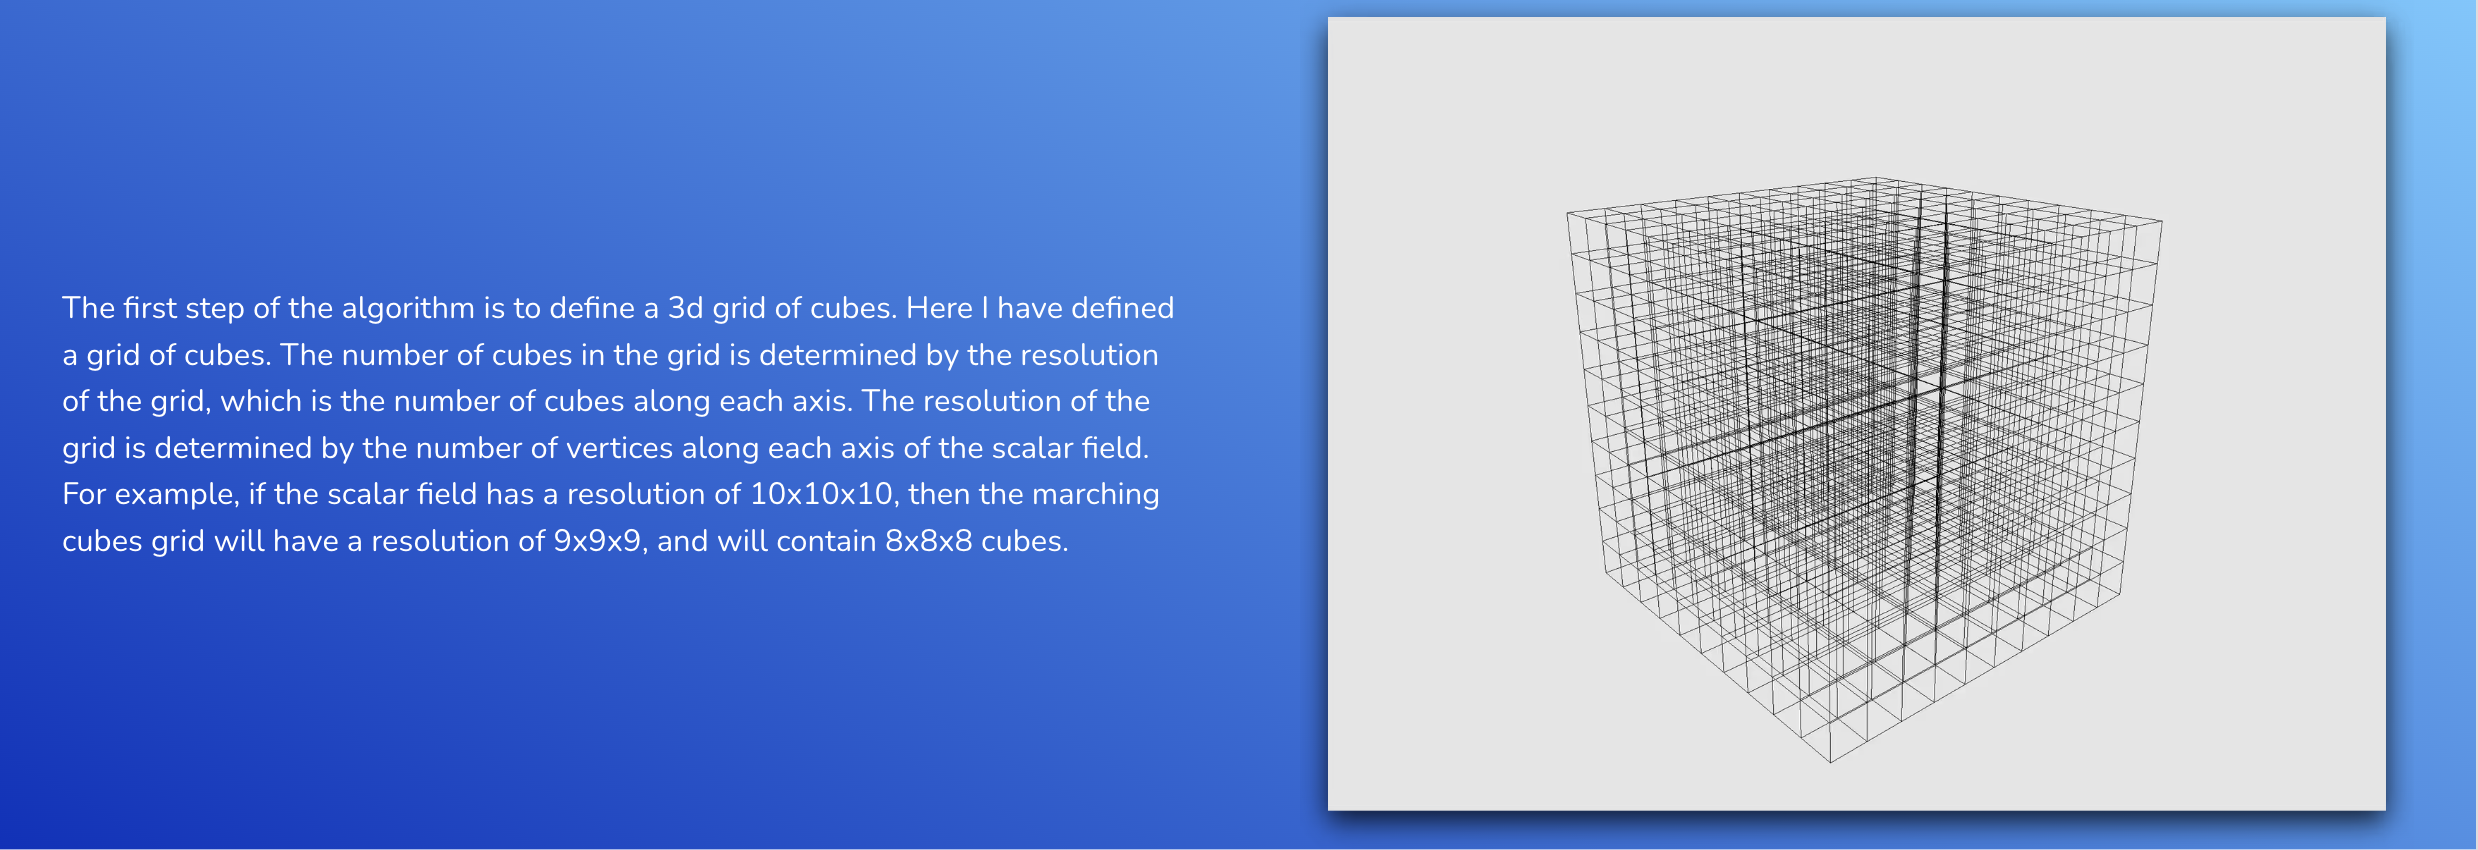 The first step of the algorithm is to define a 3d grid of cubes. Here I have defined
a grid of cubes. The number of cubes in the grid is determined by the resolution
of the grid, which is the number of cubes along each axis. The resolution of the
grid is determined by the number of vertices along each axis of the scalar field.
For example, if the scalar field has a resolution of 10x10x10, then the marching
cubes grid will have a resolution of 9x9x9, and will contain 8x8x8 cubes.